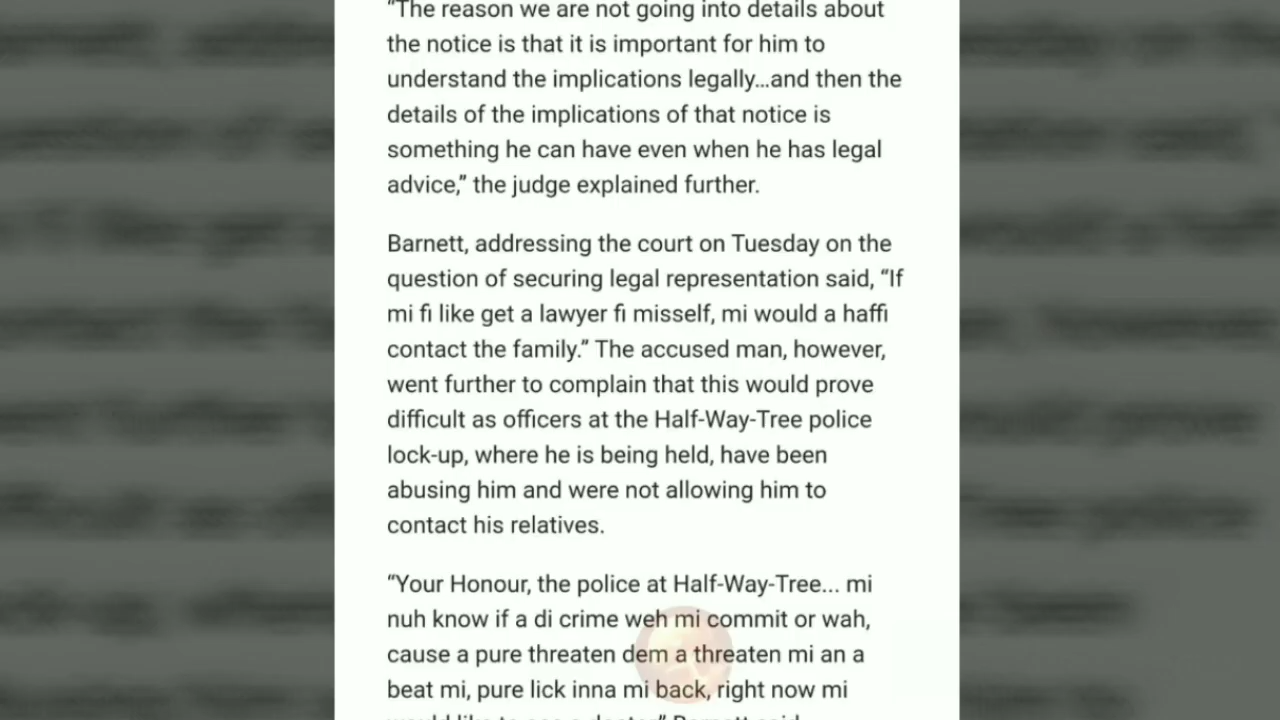 “The reason we are not going into details about
the notice is that it is important for him to
understand the implications legally…and then the
details of the implications of that notice is
something he can have even when he has legal
advice,” the judge explained further.
Barnett, addressing the court on Tuesday on the
question of securing legal representation said, “If
mi fi like get a lawyer fi misself, mi would a haffi
contact the family.” The accused man, however,
went further to complain that this would prove
difficult as officers at the Half-Way-Tree police
lock-up, where he is being held, have been
abusing him and were not allowing him to
contact his relatives.
“Your Honour, the police at Half-Way-Tree... mi
nuh know if a di crime weh mi commit or wah,
cause a pure threaten dem a threaten mi an a
beat mi, pure lick inna mi back, right now mi